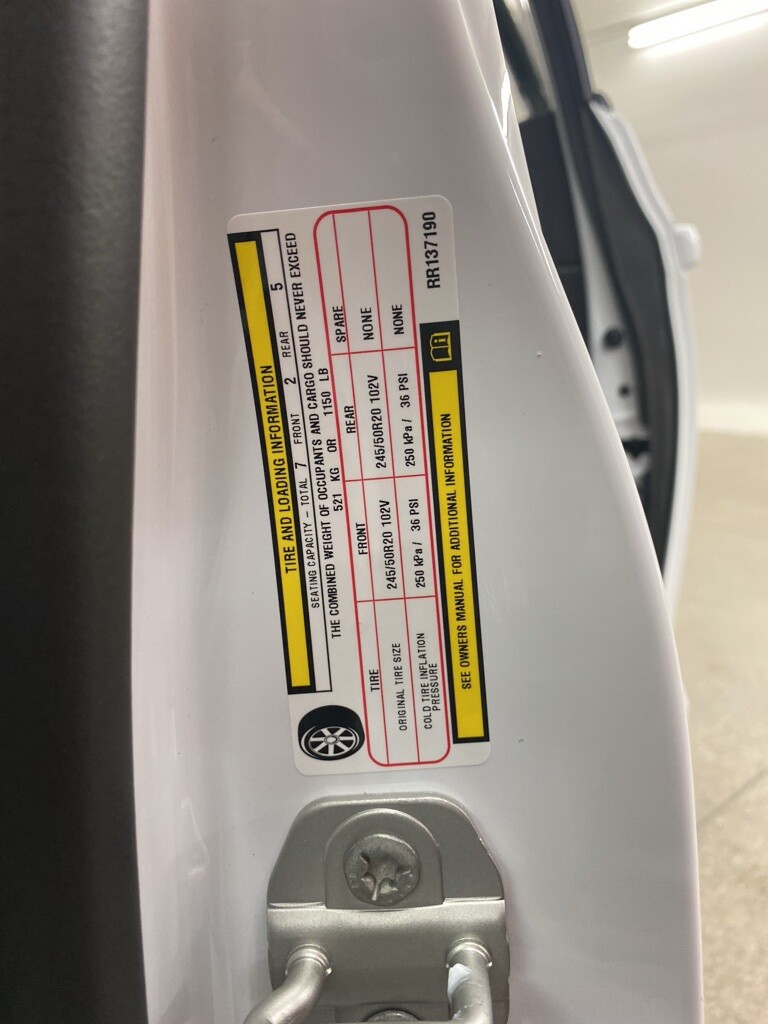 TIRE AND LOADING INFORMATION
SEATING CAPACITY – TOTAL 7 FRONT 2 REAR 5
THE COMBINED WEIGHT OF OCCUPANTS AND CARGO SHOULD NEVER EXCEED
521 KG OR 1150 LB
TIRE FRONT REAR SPARE
ORIGINAL TIRE SIZE 245/50R20 102V 245/50R20 102V NONE
COLD TIRE INFLATION PRESSURE 250 kPa / 36 PSI 250 kPa / 36 PSI NONE
SEE OWNERS MANUAL FOR ADDITIONAL INFORMATION
RR137190